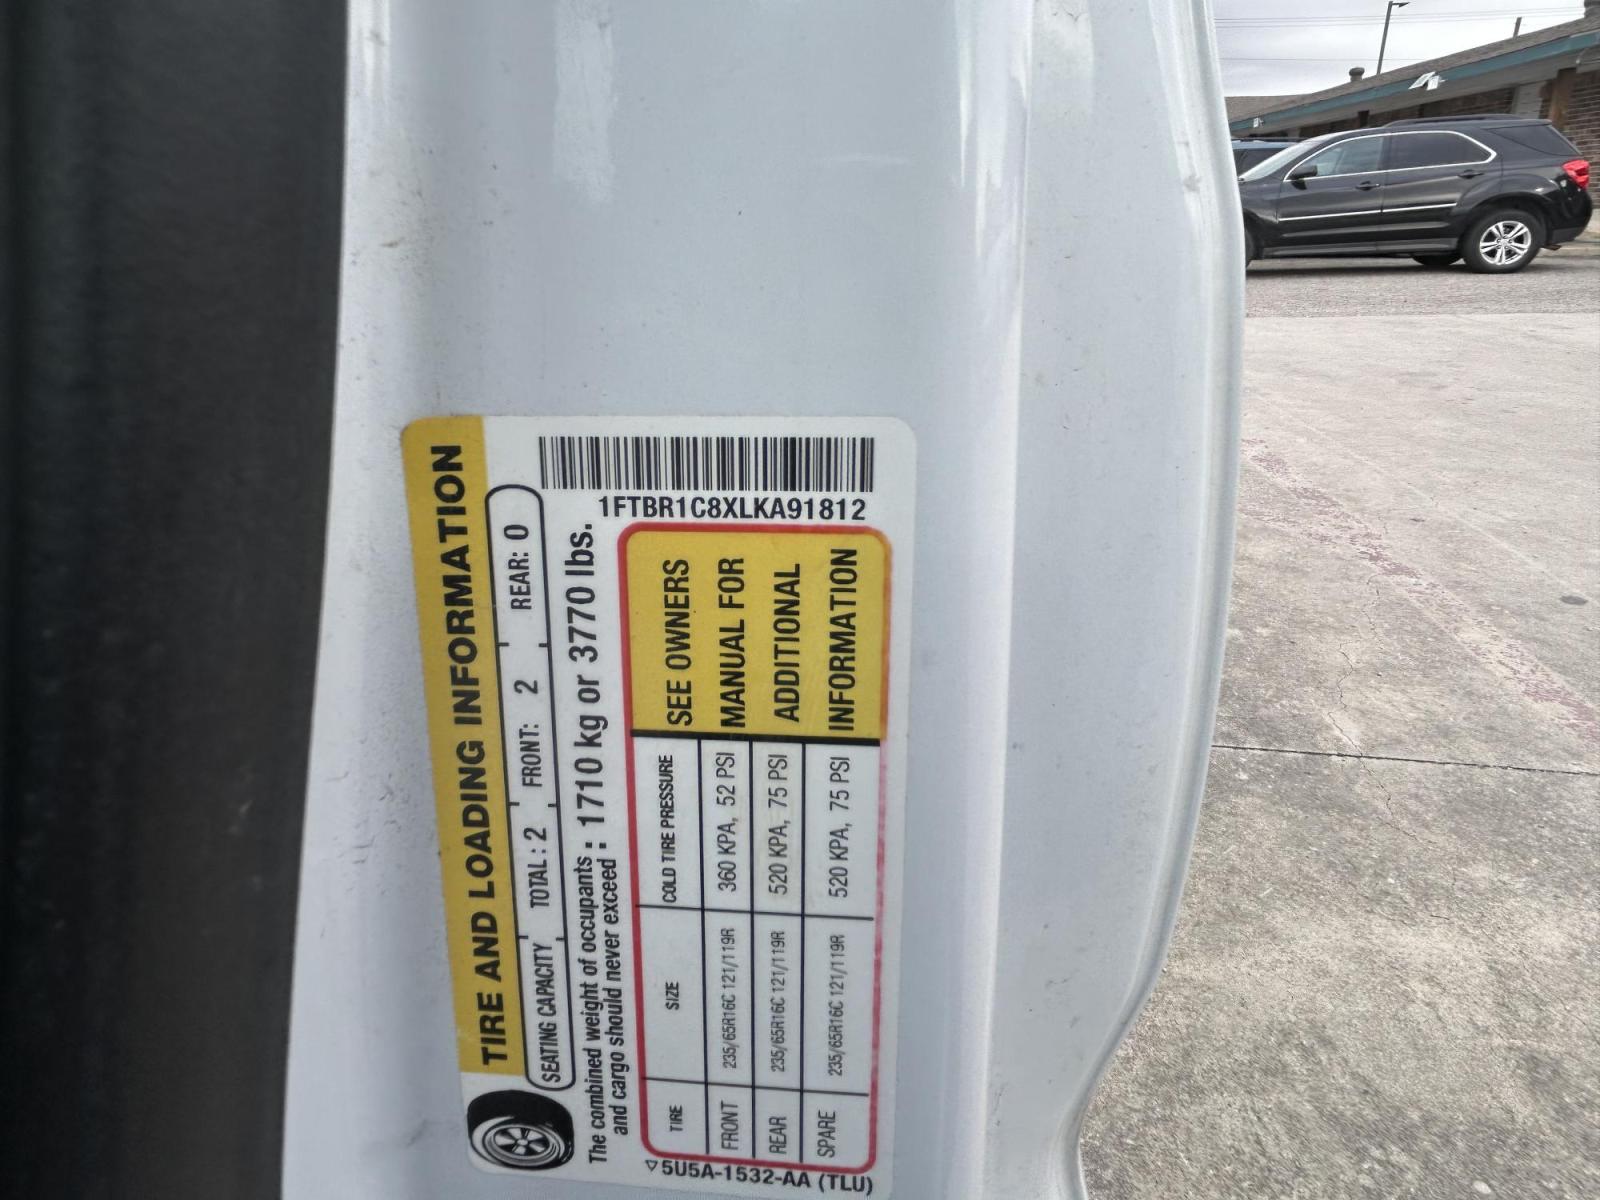 TIRE AND LOADING INFORMATION
SEATING CAPACITY TOTAL : 2 FRONT: 2 REAR: 0
The combined weight of occupants
and cargo should never exceed : 1710 kg or 3770 lbs.
1FTBR1C8XLKA91812
TIRE SIZE COLD TIRE PRESSURE
FRONT 235/65R16C 121/119R 360 KPA, 52 PSI
REAR 235/65R16C 121/119R 520 KPA, 75 PSI
SPARE 235/65R16C 121/119R 520 KPA, 75 PSI
SEE OWNERS
MANUAL FOR
ADDITIONAL
INFORMATION
▽5U5A-1532-AA (TLU)